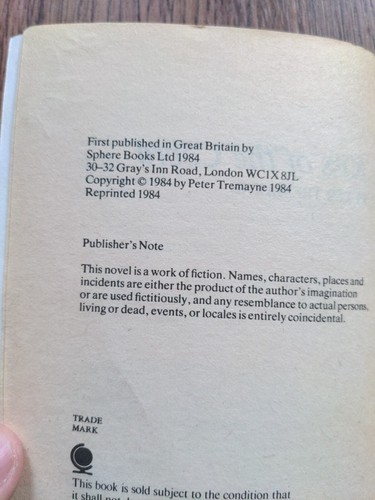 First published in Great Britain by
Sphere Books Ltd 1984
30–32 Gray's Inn Road, London WC1X 8JL
Copyright © 1984 by Peter Tremayne 1984
Reprinted 1984
Publisher's Note
This novel is a work of fiction. Names, characters, places and
incidents are either the product of the author's imagination
or are used fictitiously, and any resemblance to actual persons,
living or dead, events, or locales is entirely coincidental.
TRADE
MARK
This book is sold subject to the condition that
it shall not